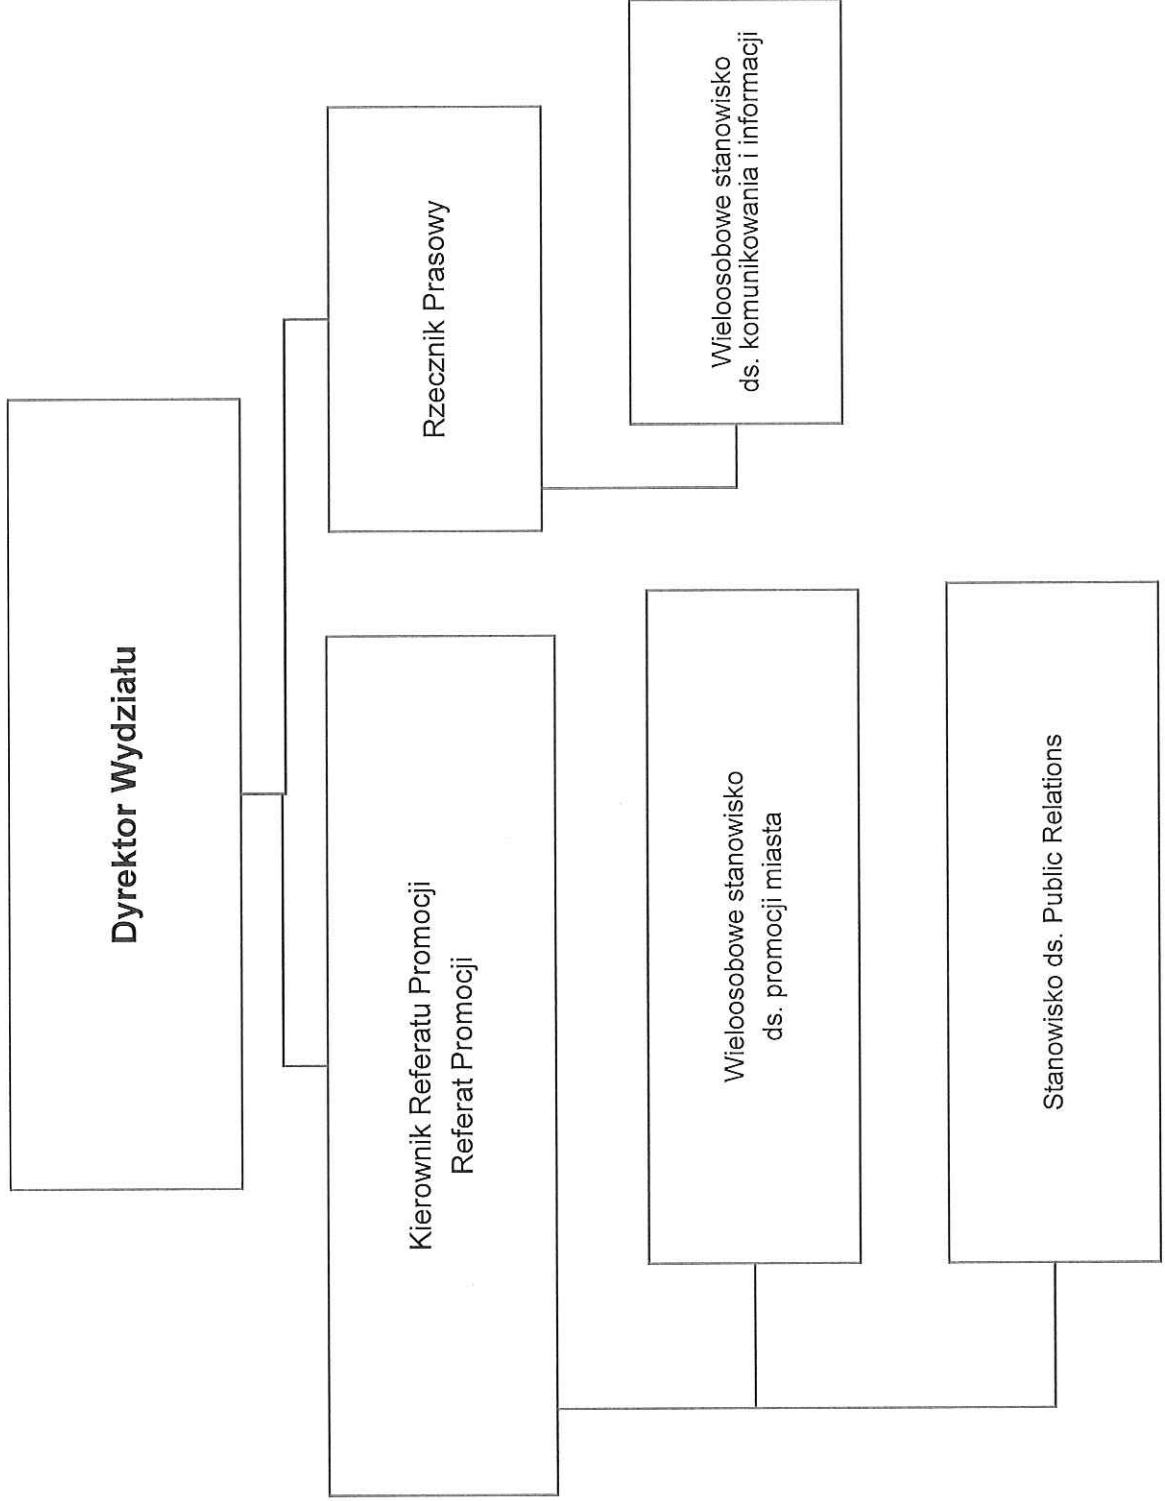 Dyrektor Wydziału
Kierownik Referatu Promocji
Referat Promocji
Rzecznik Prasowy
Wieloosobowe stanowisko
ds. promocji miasta
Wieloosobowe stanowisko
ds. komunikowania i informacji
Stanowisko ds. Public Relations